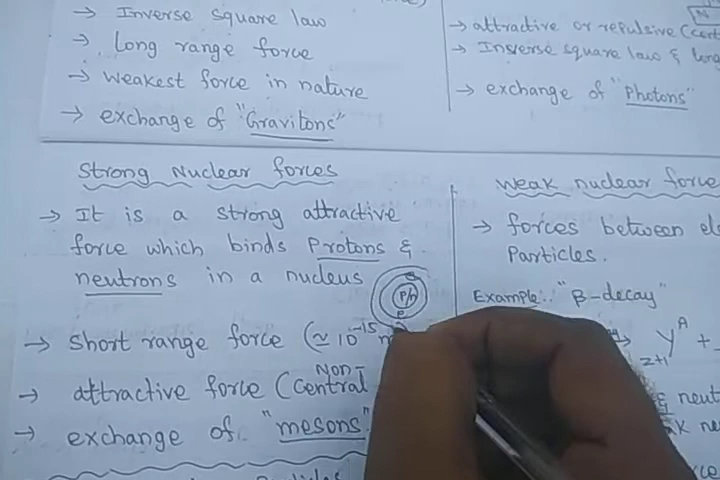 → Inverse square law
→ Long range force
→ weakest force in nature
→ exchange of "Gravitons"
N
→ attractive or repulsive (cent
→ Inverse square law & long
→ exchange of "Photons"
Strong Nuclear forces
→ It is a strong attractive
force which binds Protons &
neutrons in a nucleus
P/n
e
→ short range force (≃ 10⁻¹⁵ m)
→ attractive force (Non-Central
→ exchange of "mesons"
weak nuclear force
→ forces between el
Particles.
Example:- "β-decay"
→ Z+1 Y^A +
& neut